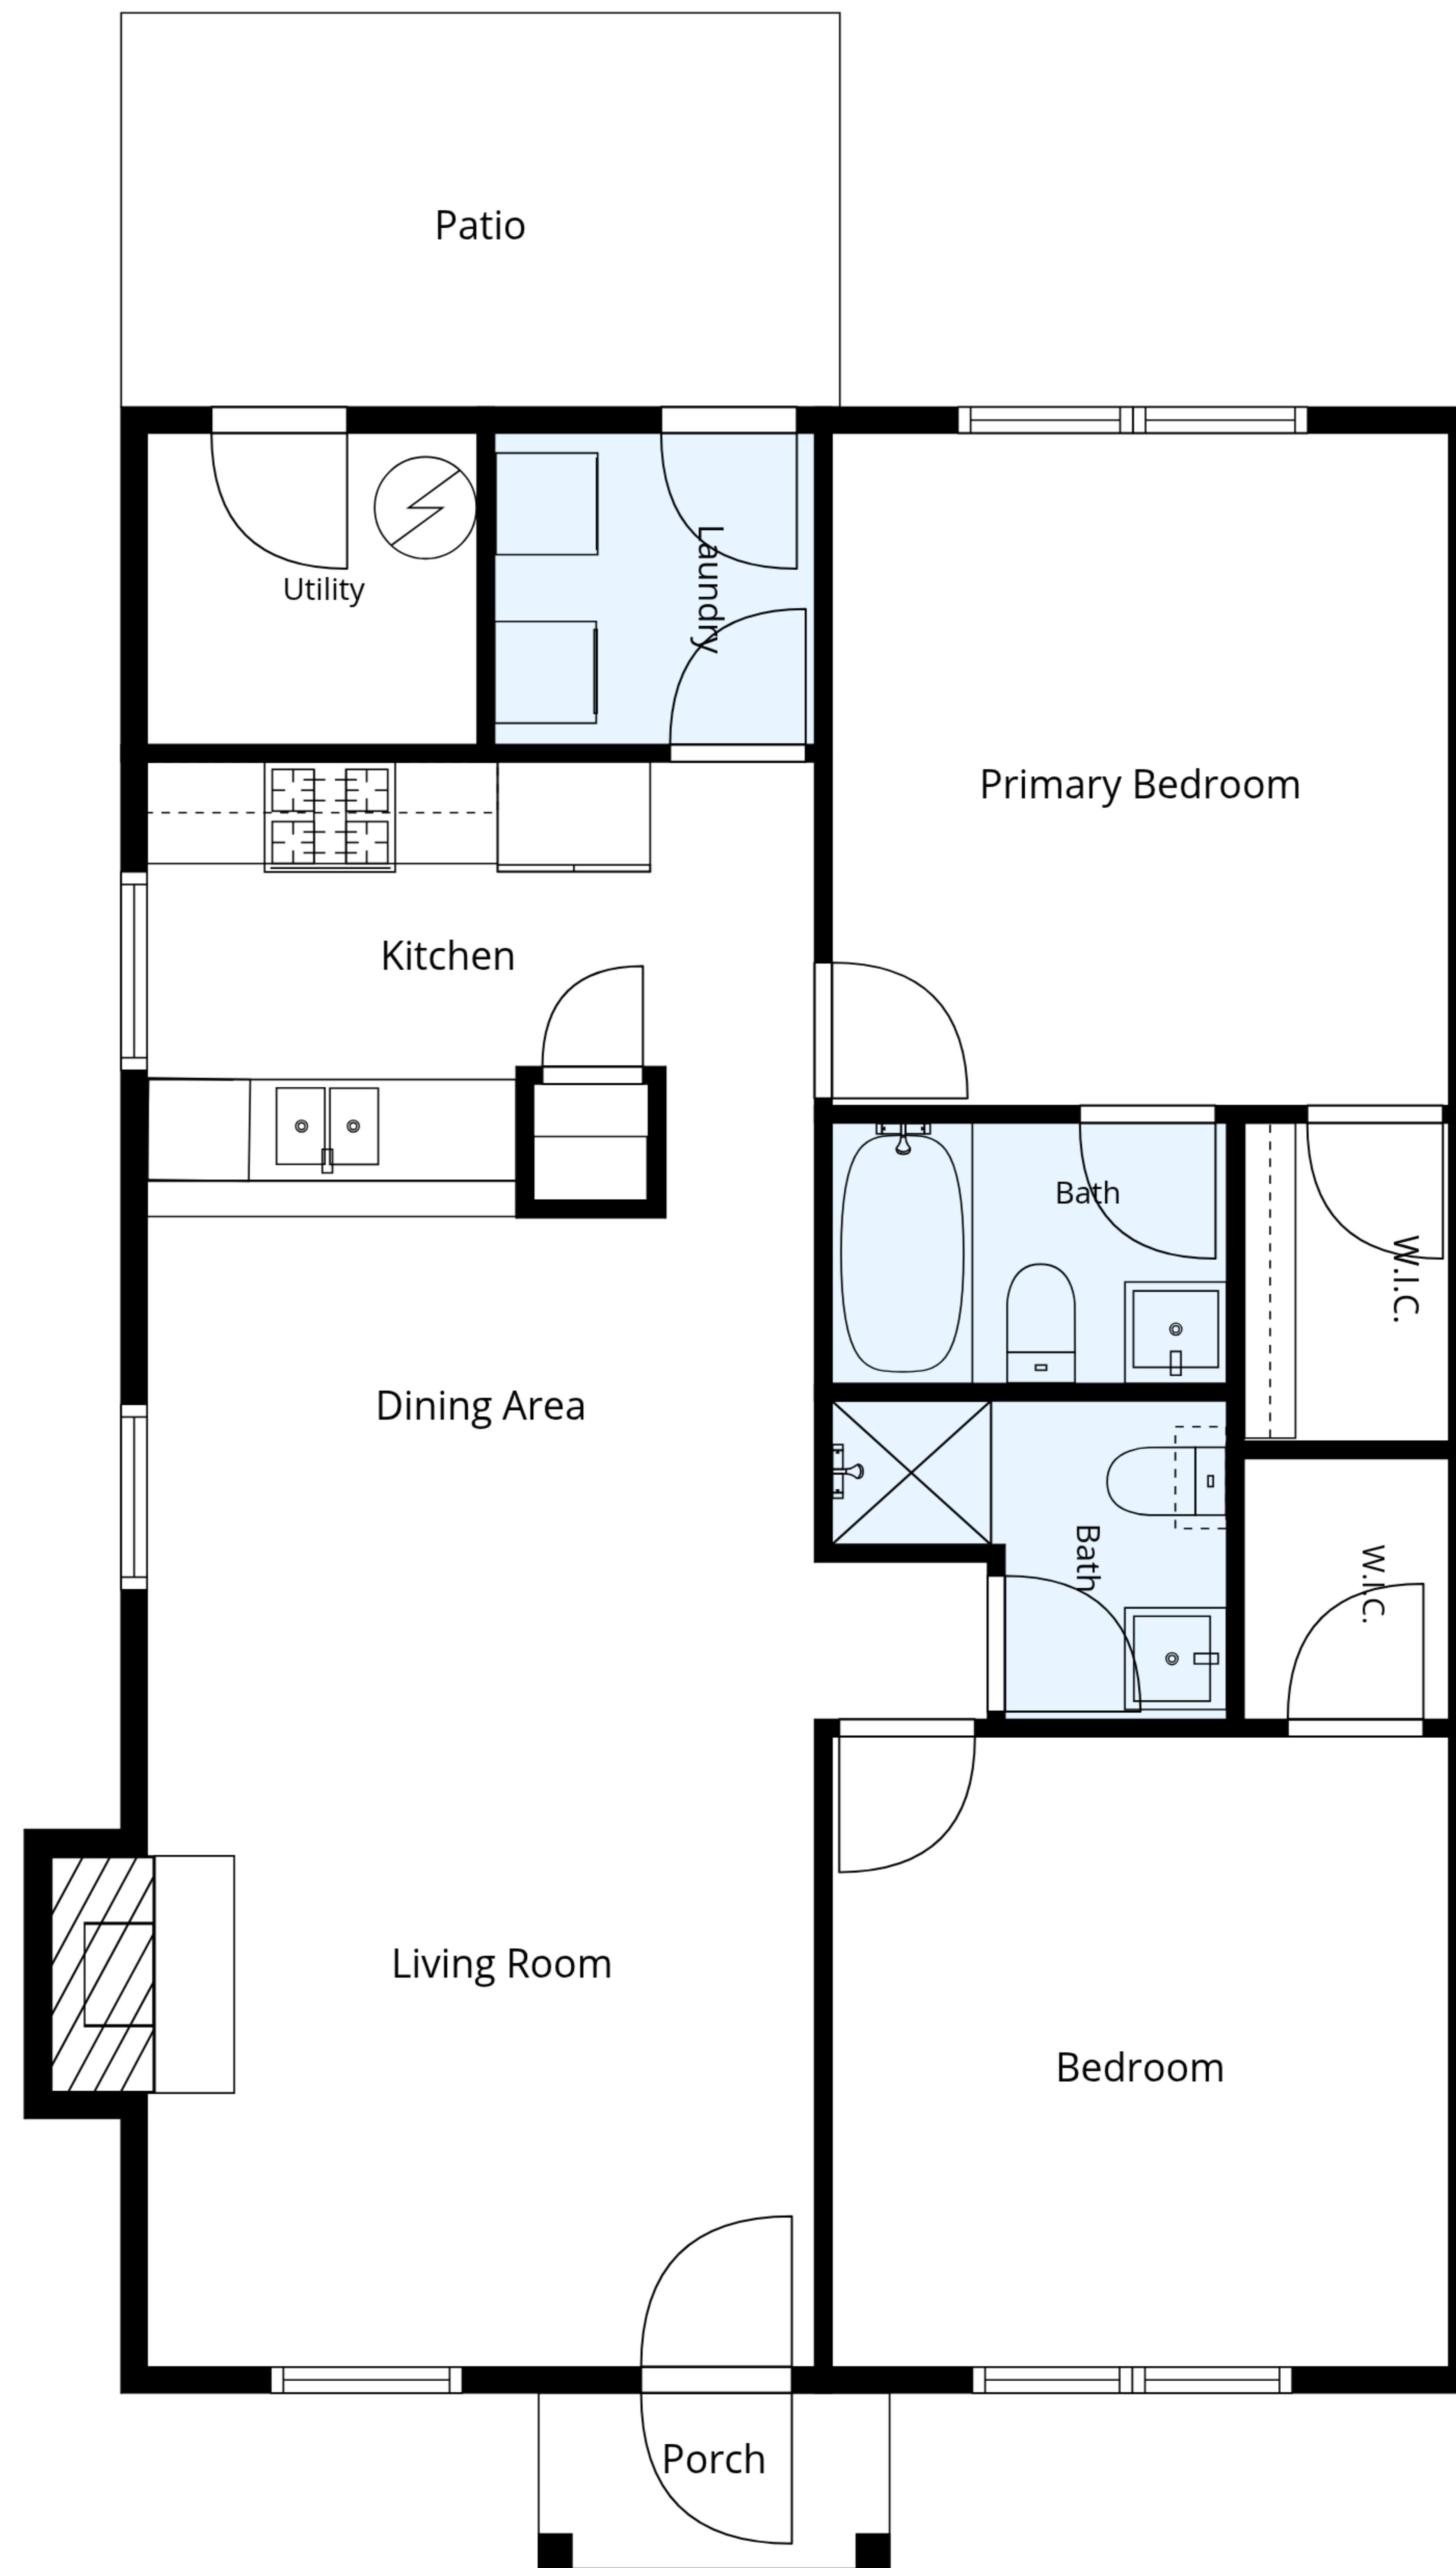 Patio
Utility
Laundry
Primary Bedroom
Kitchen
Bath
W.I.C.
Dining Area
Bath
W.I.C.
Living Room
Bedroom
Porch